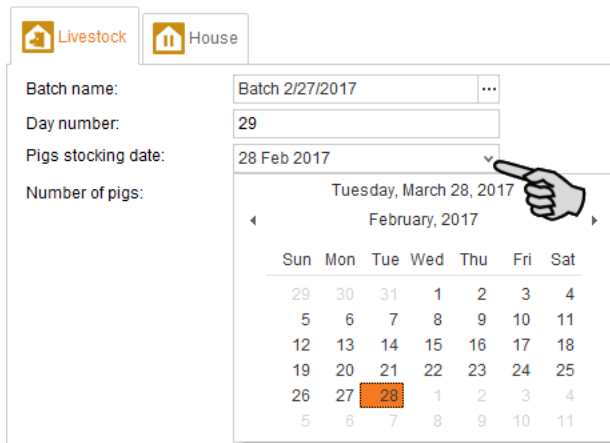 Livestock House
Batch name: Batch 2/27/2017 ...
Day number: 29
Pigs stocking date: 28 Feb 2017
Number of pigs:
Tuesday, March 28, 2017
February, 2017
Sun Mon Tue Wed Thu Fri Sat
29 30 31 1 2 3 4
5 6 7 8 9 10 11
12 13 14 15 16 17 18
19 20 21 22 23 24 25
26 27 28 1 2 3 4
5 6 7 8 9 10 11